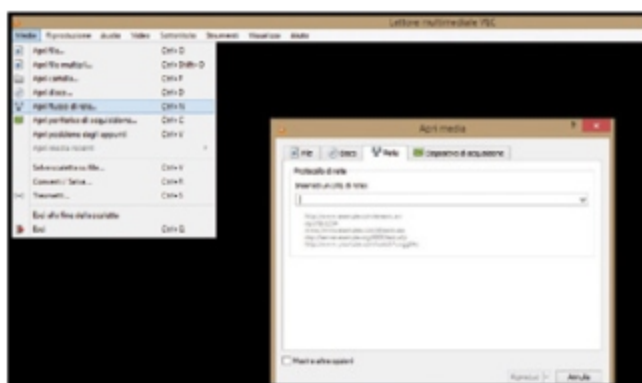 Lettore multimediale VLC
Media Riproduzione Audio Video Sottotitoli Strumenti Visualizza Aiuto
Apri file... Ctrl+O
Apri file multipli... Ctrl+Shift+O
Apri cartella... Ctrl+F
Apri disco... Ctrl+D
Apri flusso di rete... Ctrl+N
Apri periferica di acquisizione... Ctrl+C
Apri posizione dagli appunti Ctrl+V
Apri media recenti
Salva scaletta su file... Ctrl+Y
Converti / Salva... Ctrl+R
Trasmetti... Ctrl+S
Esci alla fine della scaletta
Esci Ctrl+Q
Apri media
File Disco Rete Dispositivo di acquisizione
Protocollo di rete
Inserisci un URL di rete:
Mostra altre opzioni
Riproduci Annulla